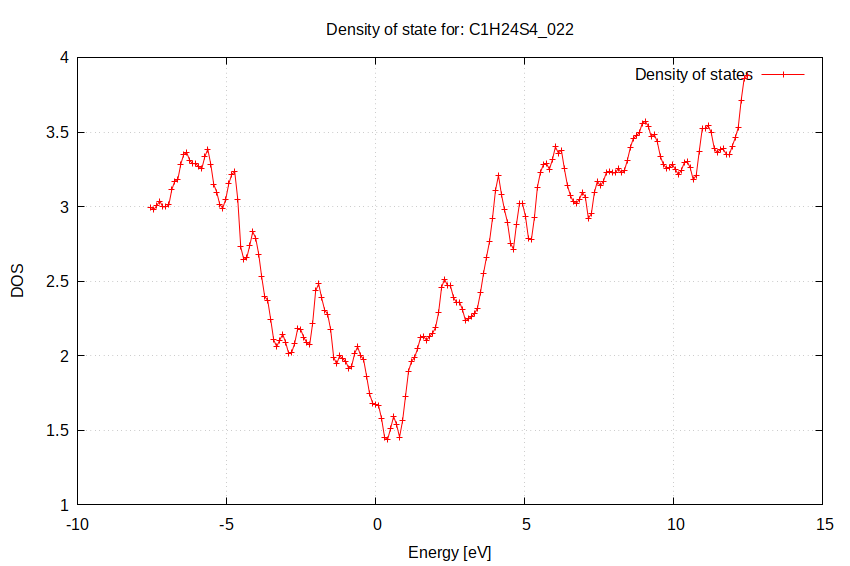 Density of state for: C1H24S4_022
Density of states
4
3.5
3
2.5
2
1.5
1
DOS
-10 -5 0 5 10 15
Energy [eV]